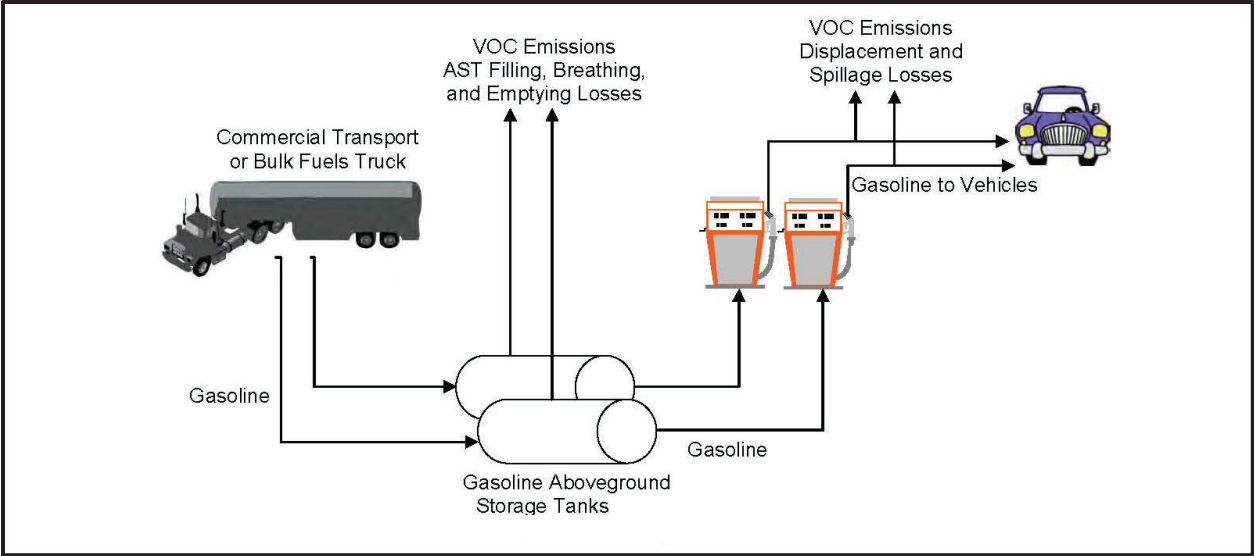 VOC Emissions
AST Filling, Breathing,
and Emptying Losses
VOC Emissions
Displacement and
Spillage Losses
Commercial Transport
or Bulk Fuels Truck
Gasoline to Vehicles
Gasoline
Gasoline
Gasoline Aboveground
Storage Tanks